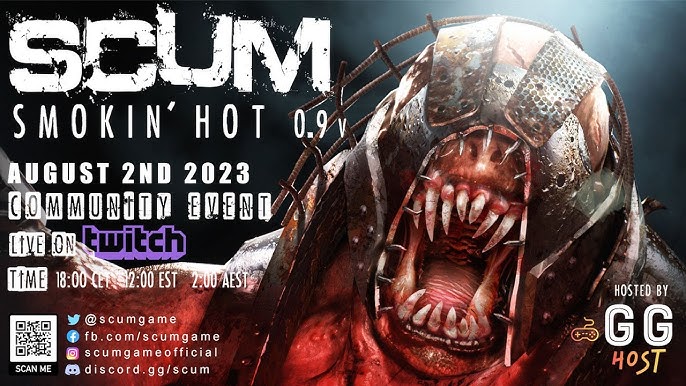 SCUM
SMOKIN' HOT 0.9v
AUGUST 2ND 2023
COMMUNITY EVENT
LIVE ON twitch
TIME 18:00 CET 12:00 EST 2:00 AEST
@scumgame
fb.com/scumgame
scumgameofficial
discord.gg/scum
SCAN ME
HOSTED BY
GG
HOST